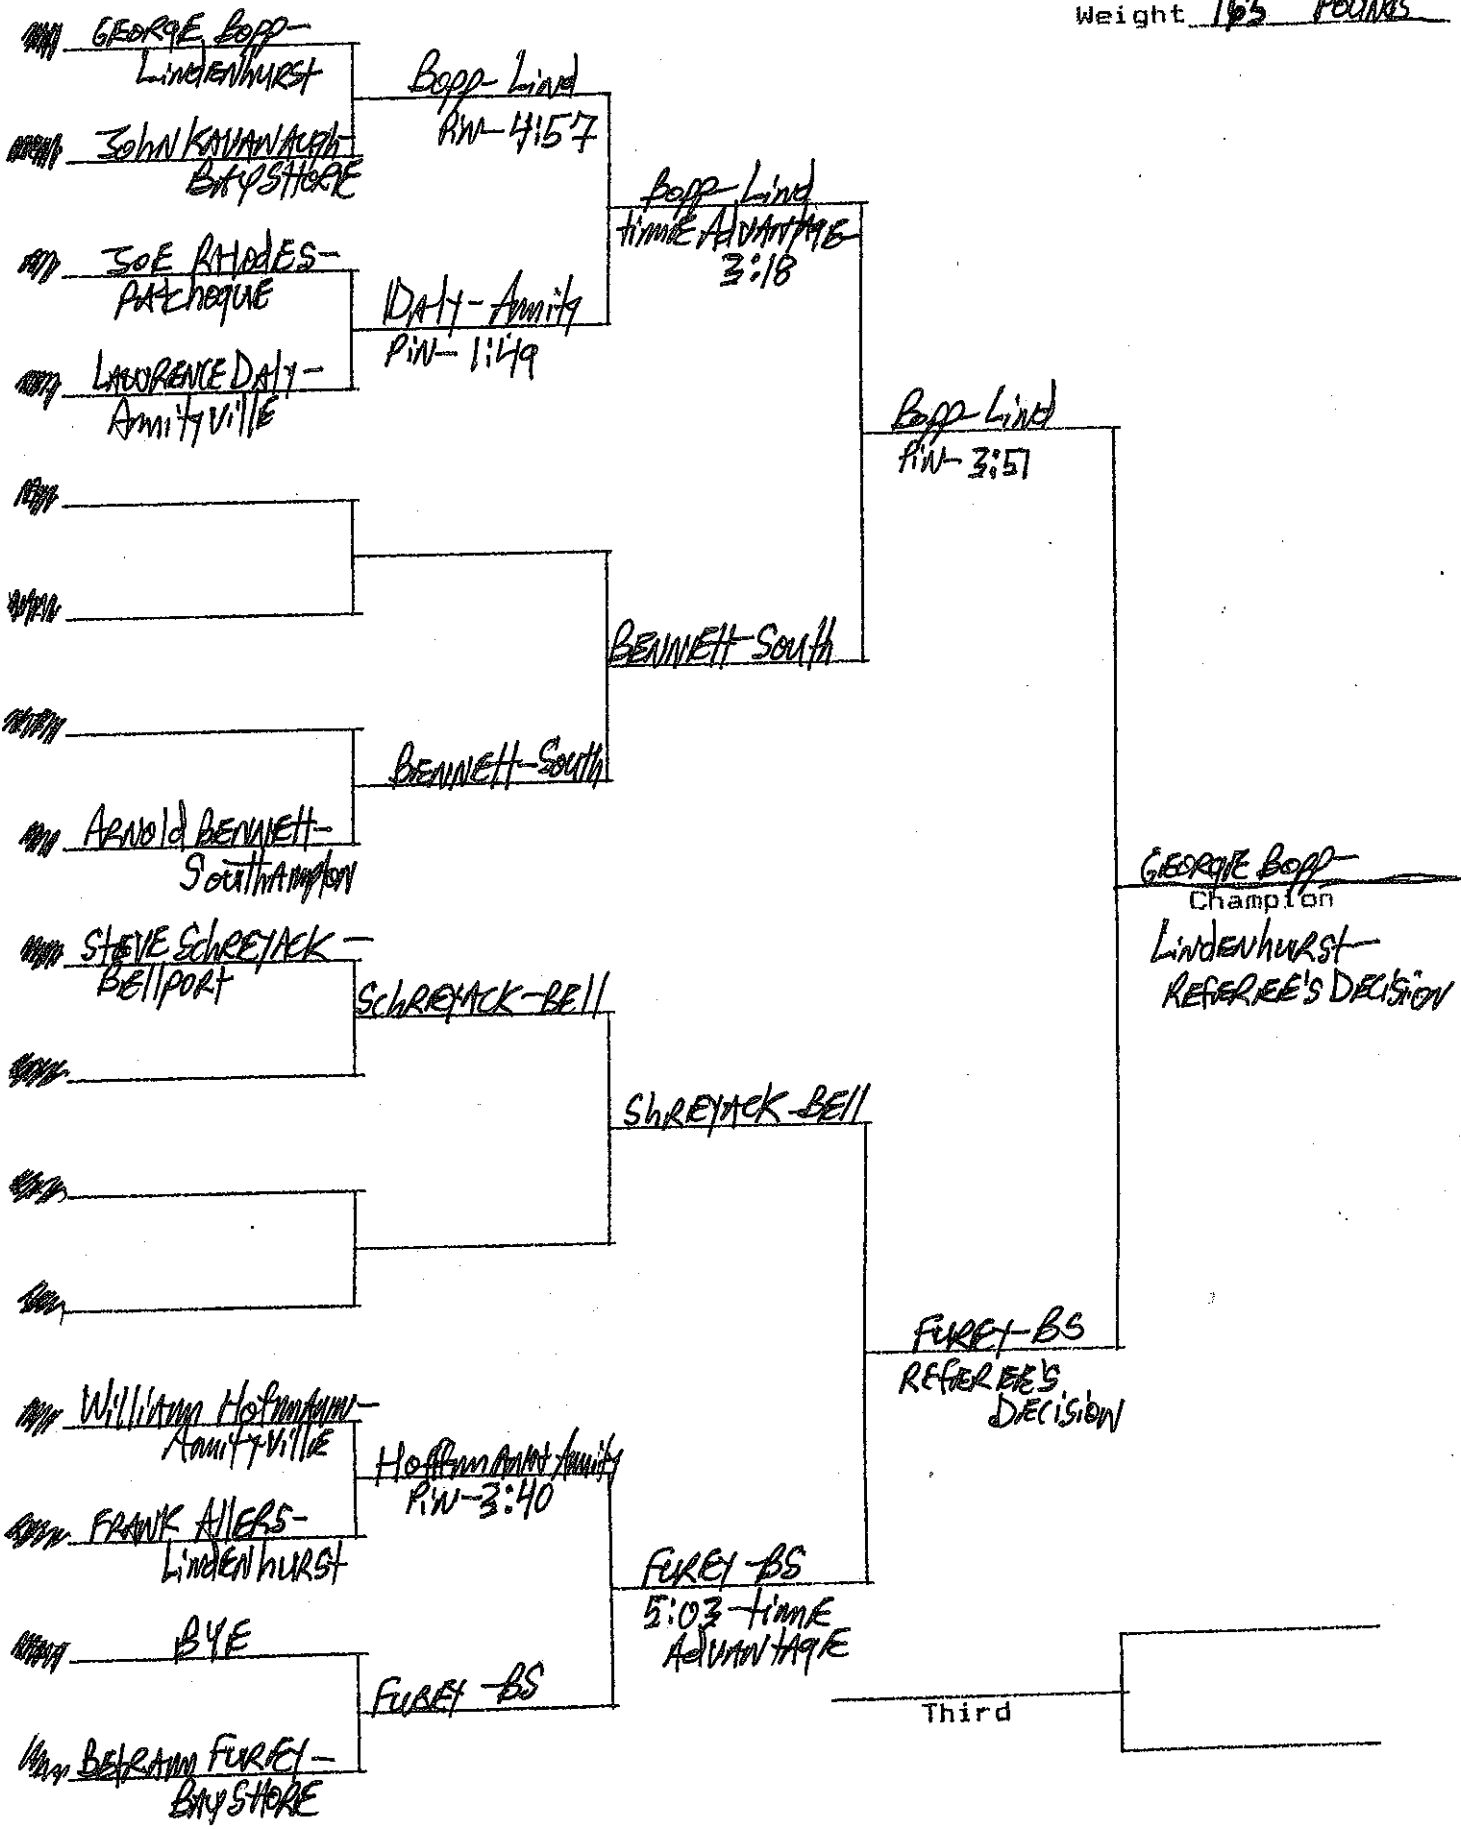 Weight 165 POUNDS
GEORGE BOPP-
LINDENHURST
BOPP-LIND
PIN-4:57
JOHN KAVANAUGH-
BAYSHORE
BOPP-LIND
TIME ADVANTAGE
3:18
JOE RHODES-
PATCHOGUE
DALY-AMITY
PIN-1:49
LAWRENCE DALY-
AMITYVILLE
BOPP-LIND
PIN-3:57
BENNETT-SOUTH
BENNETT-SOUTH
ARNOLD BENNETT-
SOUTHAMPTON
GEORGE BOPP-
Champion
LINDENHURST-
REFEREE'S DECISION
STEVE SCHREYACK-
BELLPORT
SCHREYACK-BELL
SHREYACK-BELL
FUREY-BS
REFEREE'S
DECISION
WILLIAM HOFMANN-
AMITYVILLE
HOFFMANN-AMITY
PIN-3:40
FRANK ALLERS-
LINDENHURST
FUREY-BS
5:03-TIME
ADVANTAGE
BYE
FUREY-BS
Third
BETRAM FUREY-
BAYSHORE